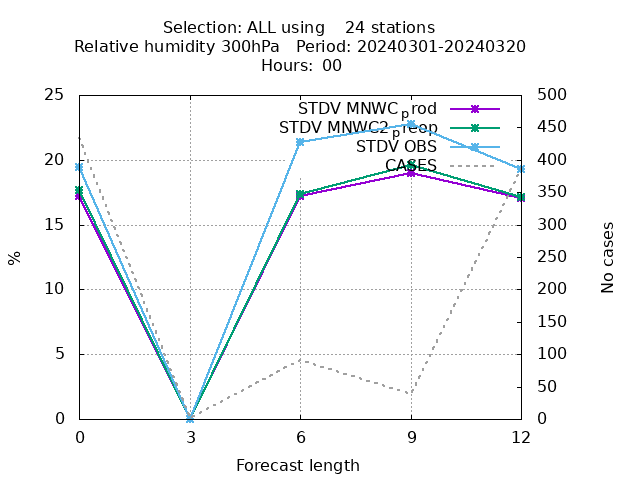 Selection: ALL using    24 stations
Relative humidity 300hPa   Period: 20240301-20240320
Hours: 00
25
20
15
10
5
0
%
STDV MNWC_prod
STDV MNWC2_preop
STDV OBS
CASES
500
450
400
350
300
250
200
150
100
50
0
No cases
0 3 6 9 12
Forecast length